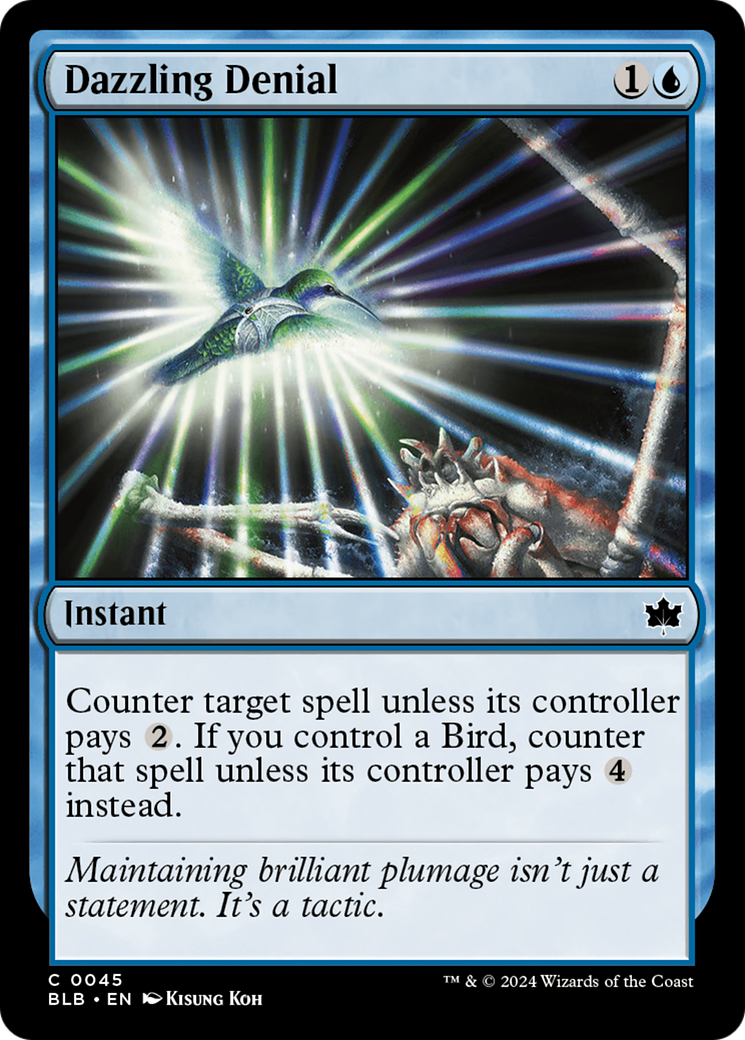 Dazzling Denial 1
Instant
Counter target spell unless its controller
pays 2. If you control a Bird, counter
that spell unless its controller pays 4
instead.
Maintaining brilliant plumage isn't just a
statement. It's a tactic.
C 0045
BLB • EN Kisung Koh
™ & © 2024 Wizards of the Coast